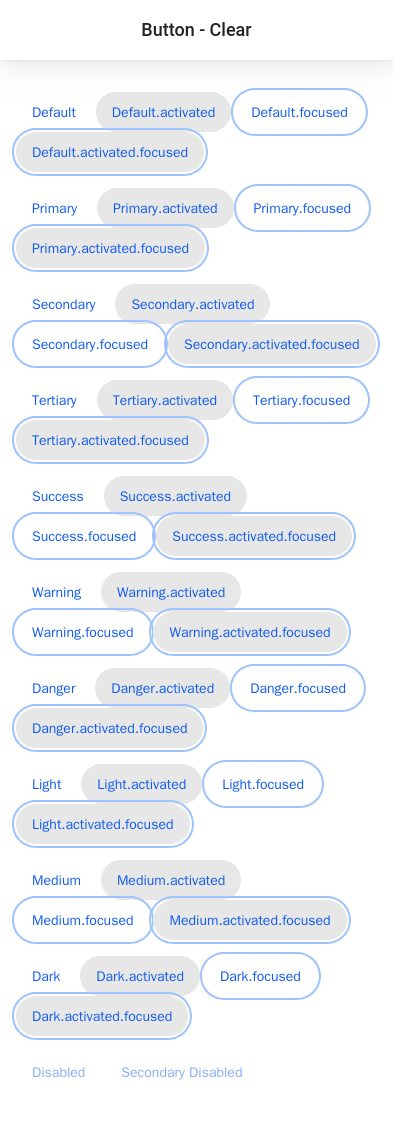 Button - Clear
Default Default.activated Default.focused
Default.activated.focused
Primary Primary.activated Primary.focused
Primary.activated.focused
Secondary Secondary.activated
Secondary.focused Secondary.activated.focused
Tertiary Tertiary.activated Tertiary.focused
Tertiary.activated.focused
Success Success.activated
Success.focused Success.activated.focused
Warning Warning.activated
Warning.focused Warning.activated.focused
Danger Danger.activated Danger.focused
Danger.activated.focused
Light Light.activated Light.focused
Light.activated.focused
Medium Medium.activated
Medium.focused Medium.activated.focused
Dark Dark.activated Dark.focused
Dark.activated.focused
Disabled Secondary Disabled